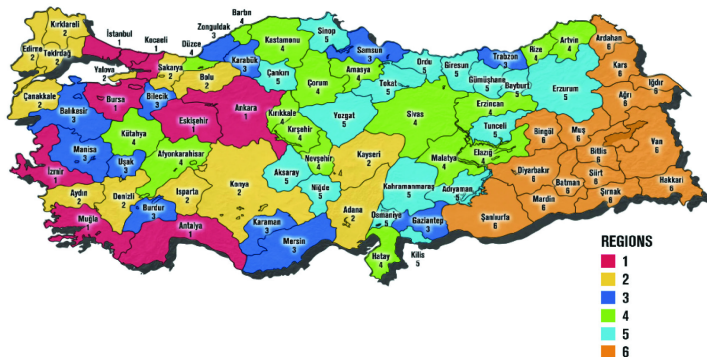 Kırklareli
2
Edirne
2
Tekirdağ
2
İstanbul
1
Kocaeli
1
Yalova
2
Sakarya
2
Düzce
4
Zonguldak
3
Bartın
4
Karabük
3
Bolu
2
Kastamonu
4
Sinop
5
Çankırı
5
Çorum
4
Samsun
3
Amasya
4
Tokat
5
Ordu
5
Giresun
5
Trabzon
3
Gümüşhane
5
Bayburt
5
Rize
4
Artvin
4
Ardahan
6
Kars
6
Iğdır
6
Ağrı
6
Erzurum
5
Erzincan
4
Tunceli
5
Çanakkale
2
Balıkesir
3
Bursa
1
Bilecik
3
Eskişehir
1
Ankara
1
Kırıkkale
4
Kırşehir
4
Yozgat
5
Sivas
4
Kütahya
4
Manisa
3
Uşak
3
Afyonkarahisar
4
İzmir
1
Aydın
2
Denizli
2
Isparta
2
Burdur
3
Muğla
1
Antalya
1
Konya
2
Aksaray
5
Nevşehir
4
Niğde
5
Kayseri
2
Karaman
3
Mersin
3
Adana
2
Osmaniye
5
Hatay
4
Kahramanmaraş
5
Gaziantep
3
Kilis
5
Malatya
4
Adıyaman
5
Elazığ
4
Bingöl
6
Muş
6
Bitlis
6
Van
6
Diyarbakır
6
Batman
6
Siirt
6
Şırnak
6
Hakkari
6
Mardin
6
Şanlıurfa
6
REGIONS
1
2
3
4
5
6